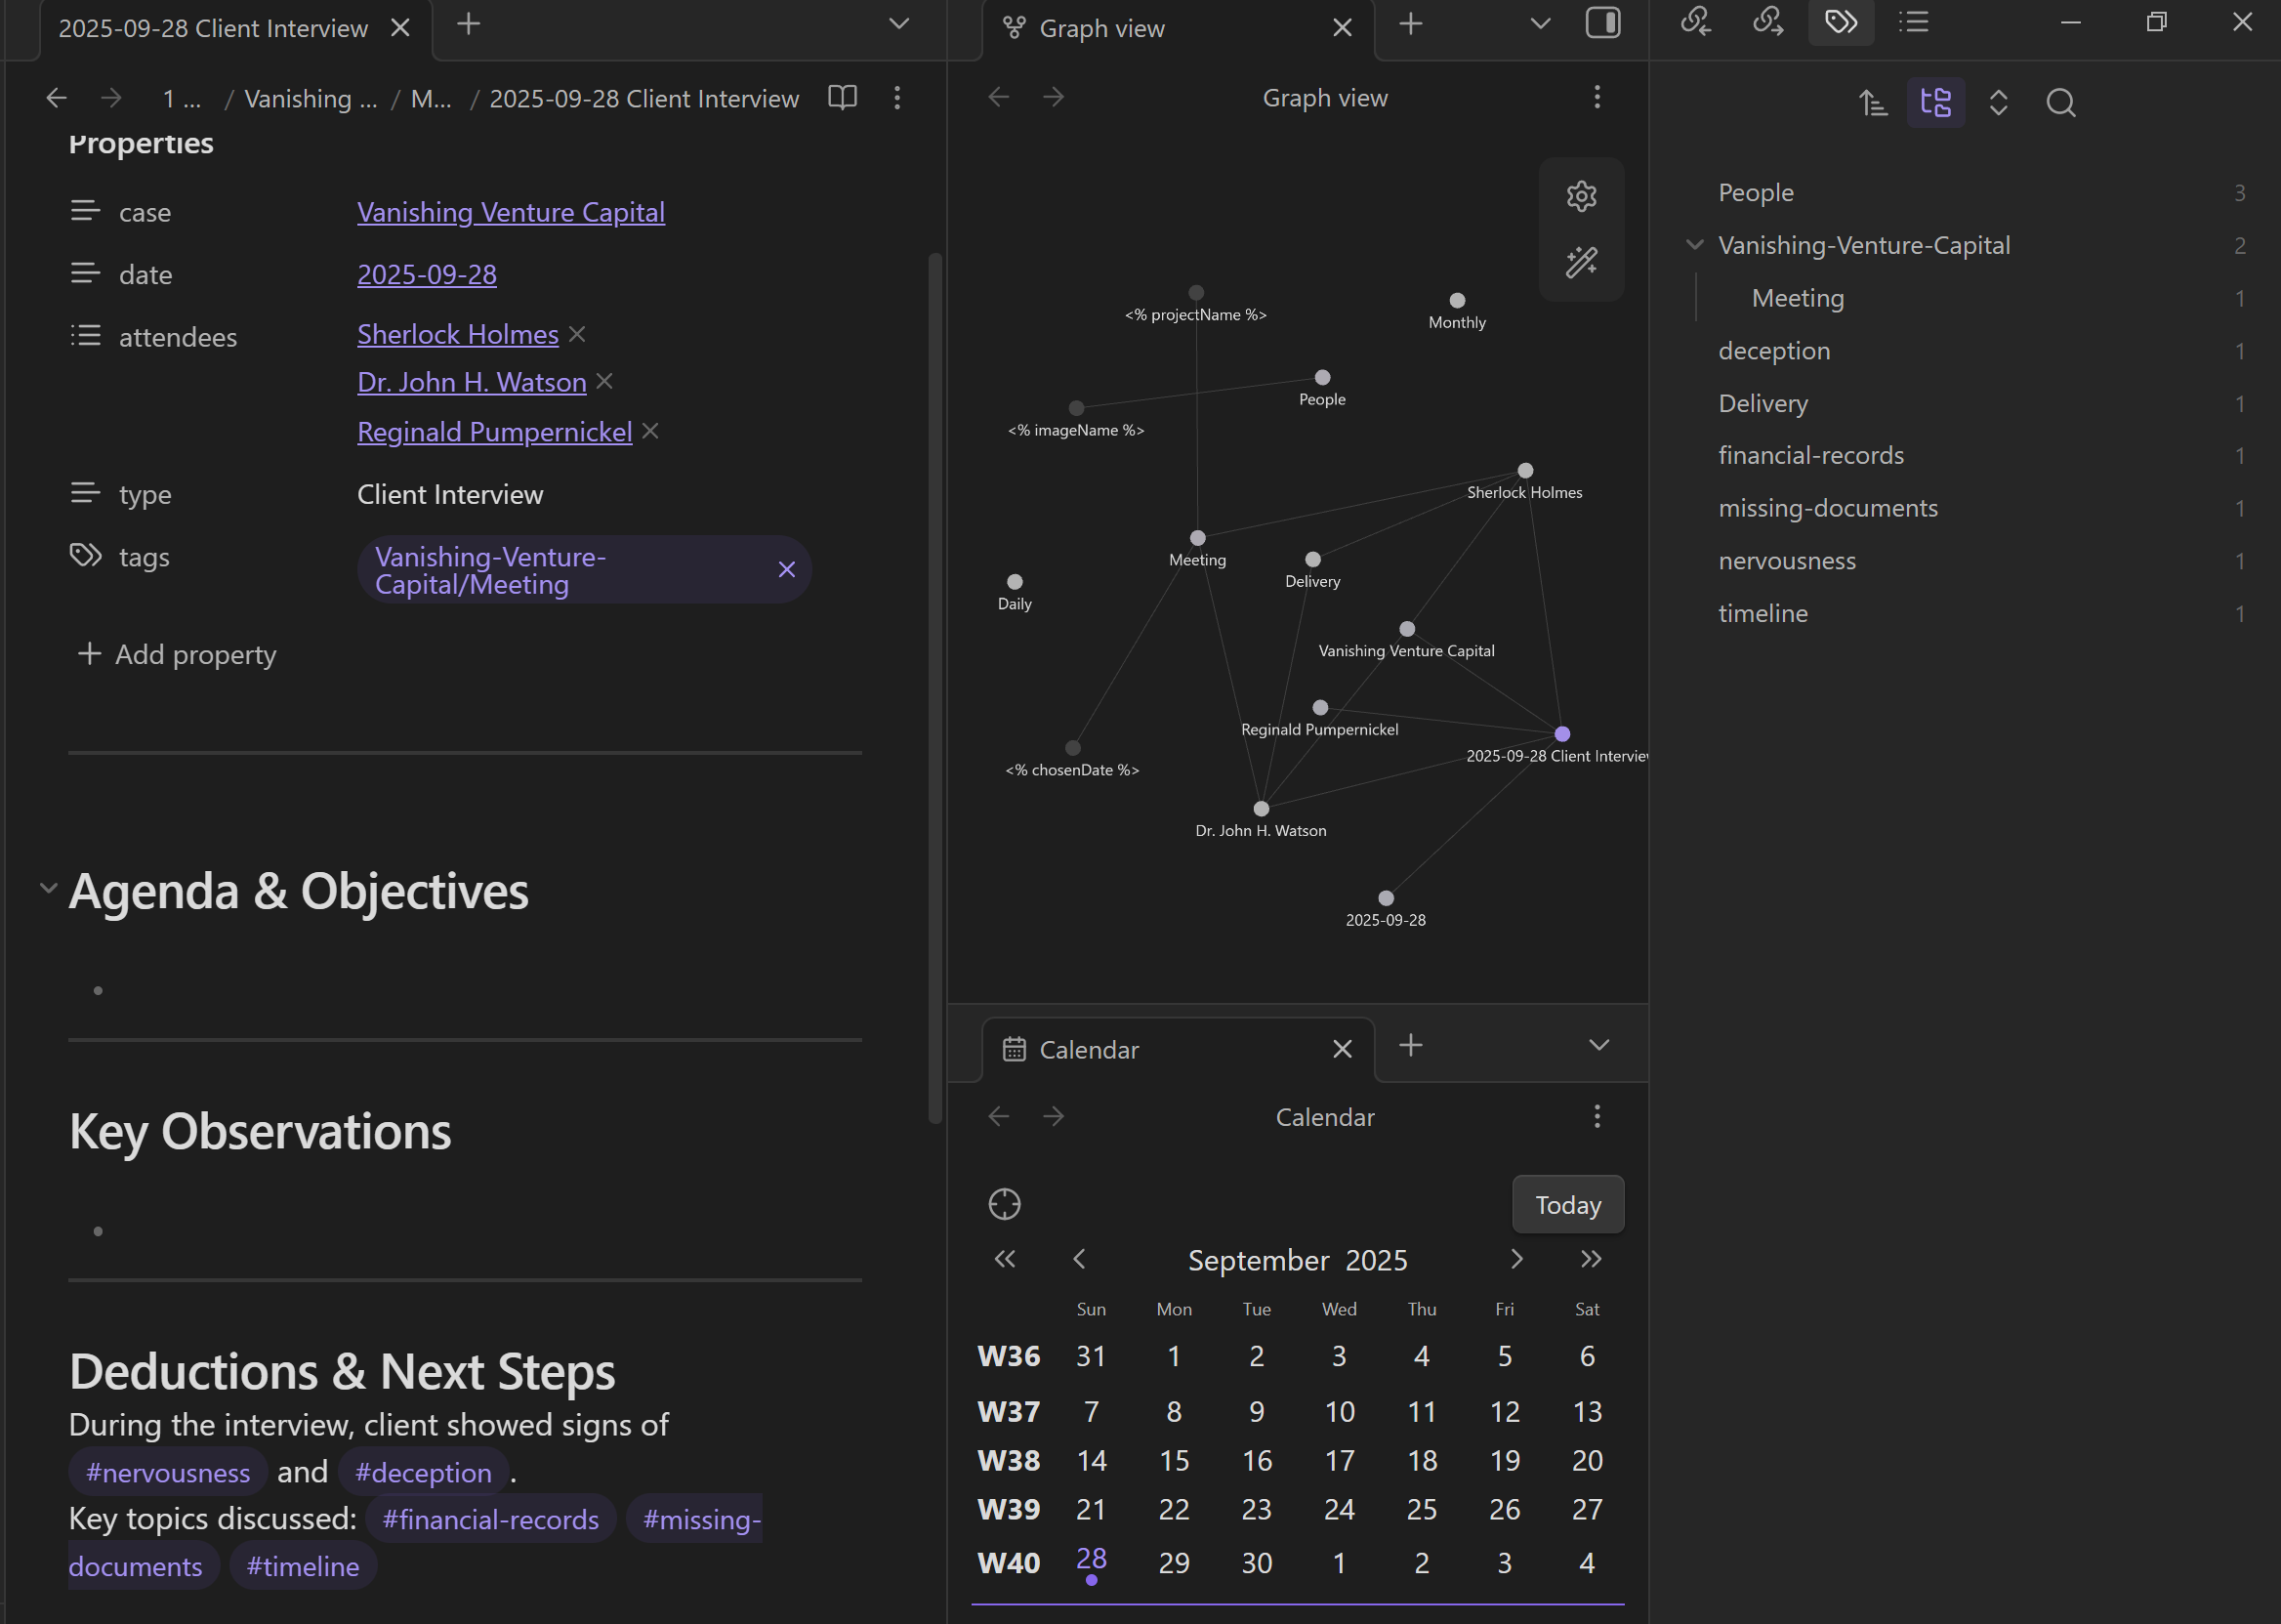 2025-09-28 Client Interview
1 ... / Vanishing ... / M... / 2025-09-28 Client Interview
Properties
case Vanishing Venture Capital
date 2025-09-28
attendees Sherlock Holmes
Dr. John H. Watson
Reginald Pumpernickel
type Client Interview
tags Vanishing-Venture-
Capital/Meeting
Add property
Agenda & Objectives
Key Observations
Deductions & Next Steps
During the interview, client showed signs of
#nervousness and #deception .
Key topics discussed: #financial-records #missing-
documents #timeline
Graph view
Graph view
<% projectName %>
Monthly
People
<% imageName %>
Sherlock Holmes
Meeting
Delivery
Daily
Vanishing Venture Capital
Reginald Pumpernickel
2025-09-28 Client Interview
<% chosenDate %>
Dr. John H. Watson
2025-09-28
Calendar
Calendar
Today
September 2025
Sun Mon Tue Wed Thu Fri Sat
W36 31 1 2 3 4 5 6
W37 7 8 9 10 11 12 13
W38 14 15 16 17 18 19 20
W39 21 22 23 24 25 26 27
W40 28 29 30 1 2 3 4
People 3
Vanishing-Venture-Capital 2
Meeting 1
deception 1
Delivery 1
financial-records 1
missing-documents 1
nervousness 1
timeline 1